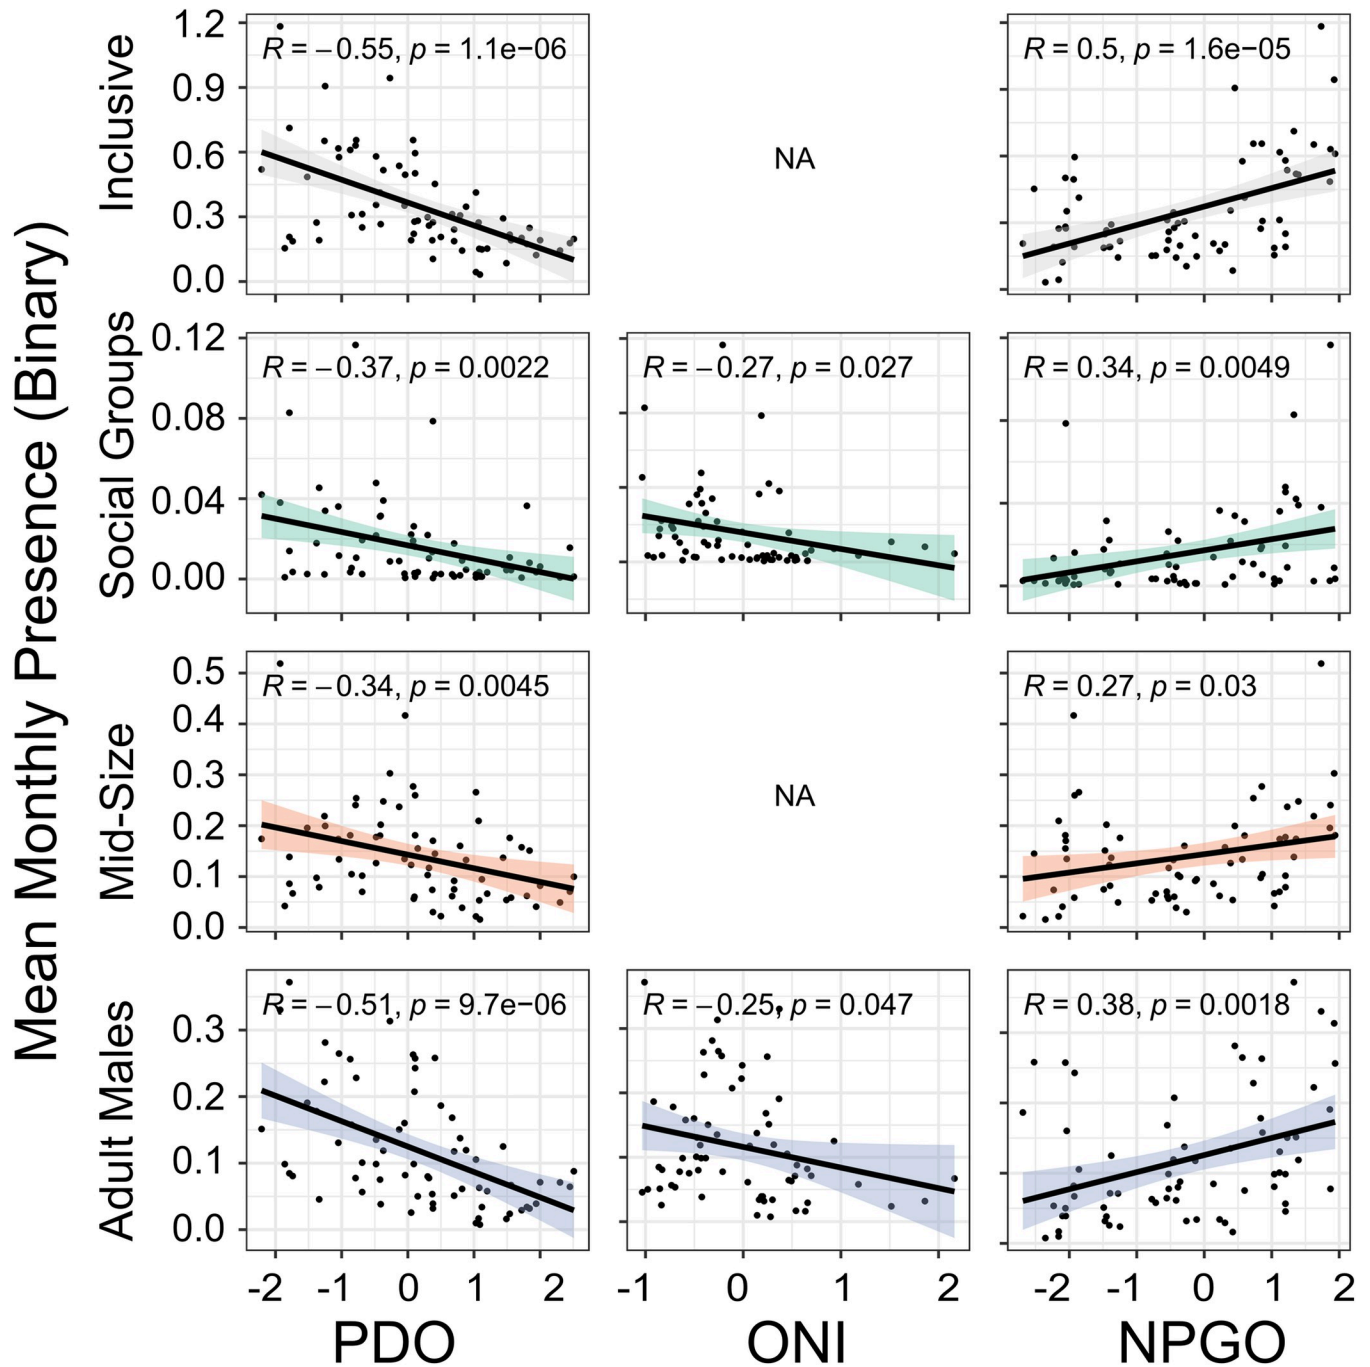 Mean Monthly Presence (Binary)
Inclusive
1.2
0.9
0.6
0.3
0.0
R = −0.55, p = 1.1e−06
NA
R = 0.5, p = 1.6e−05
Social Groups
0.12
0.08
0.04
0.00
R = −0.37, p = 0.0022
R = −0.27, p = 0.027
R = 0.34, p = 0.0049
Mid-Size
0.5
0.4
0.3
0.2
0.1
0.0
R = −0.34, p = 0.0045
NA
R = 0.27, p = 0.03
Adult Males
0.3
0.2
0.1
0.0
R = −0.51, p = 9.7e−06
R = −0.25, p = 0.047
R = 0.38, p = 0.0018
-2 −1 0 1 2
-1 0 1 2
-2 −1 0 1 2
PDO
ONI
NPGO